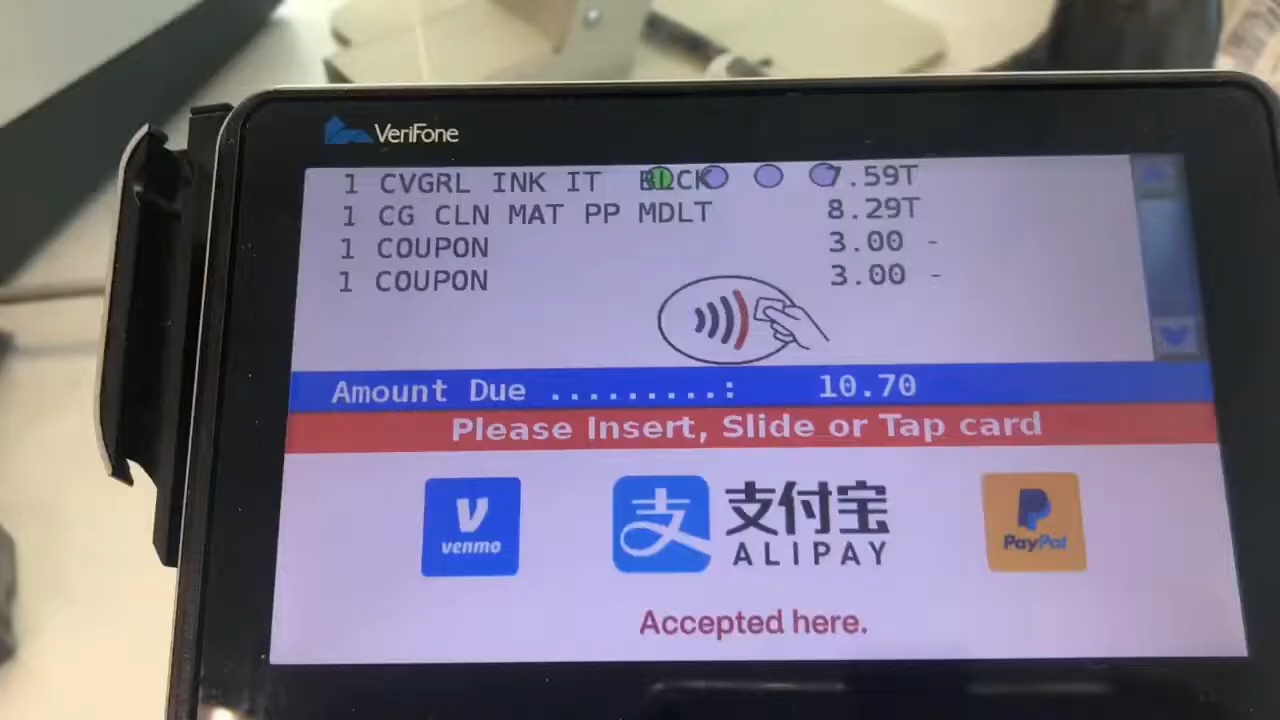 VeriFone
1 CVGRL INK IT BLCK 7.59T
1 CG CLN MAT PP MDLT 8.29T
1 COUPON 3.00 -
1 COUPON 3.00 -
Amount Due .........: 10.70
Please Insert, Slide or Tap card
V venmo
支 支付宝 ALIPAY
P PayPal
Accepted here.